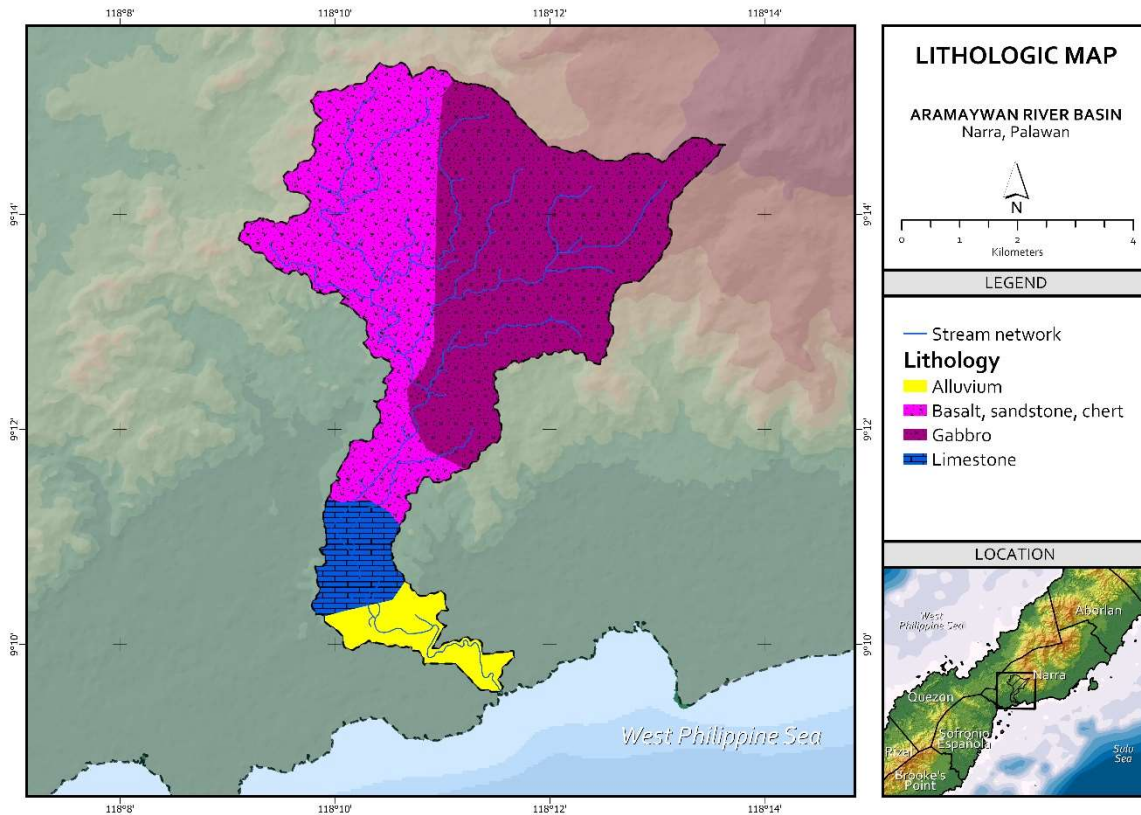 118°8'
118°10'
118°12'
118°14'
9°14'
9°12'
9°10'
West Philippine Sea
9°14'
9°12'
9°10'
118°8'
118°10'
118°12'
118°14'
LITHOLOGIC MAP
ARAMAYWAN RIVER BASIN
Narra, Palawan
N
0 1 2 4
Kilometers
LEGEND
Stream network
Lithology
Alluvium
Basalt, sandstone, chert
Gabbro
Limestone
LOCATION
West
Philippine Sea
Aborlan
Narra
Quezon
Sofronio
Española
Rizal
Brooke's
Point
Sulu
Sea